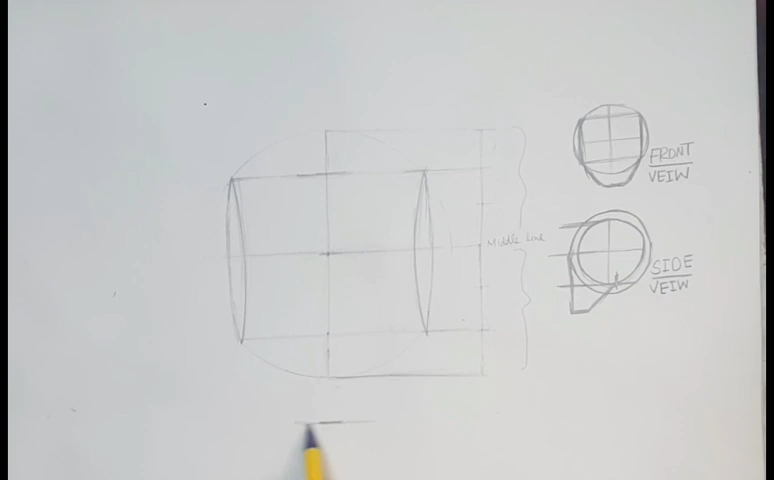 FRONT
VEIW
Middle Line
SIDE
VEIW